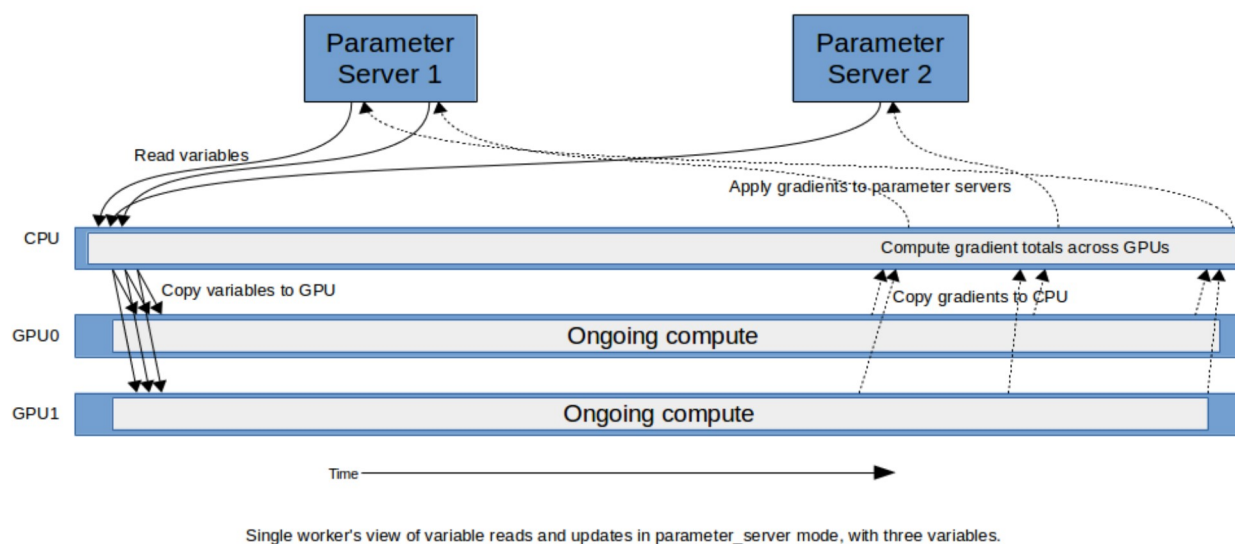 Parameter
Server 1
Parameter
Server 2
Read variables
Apply gradients to parameter servers
CPU
Compute gradient totals across GPUs
Copy variables to GPU
Copy gradients to CPU
GPU0
Ongoing compute
GPU1
Ongoing compute
Time
Single worker's view of variable reads and updates in parameter_server mode, with three variables.